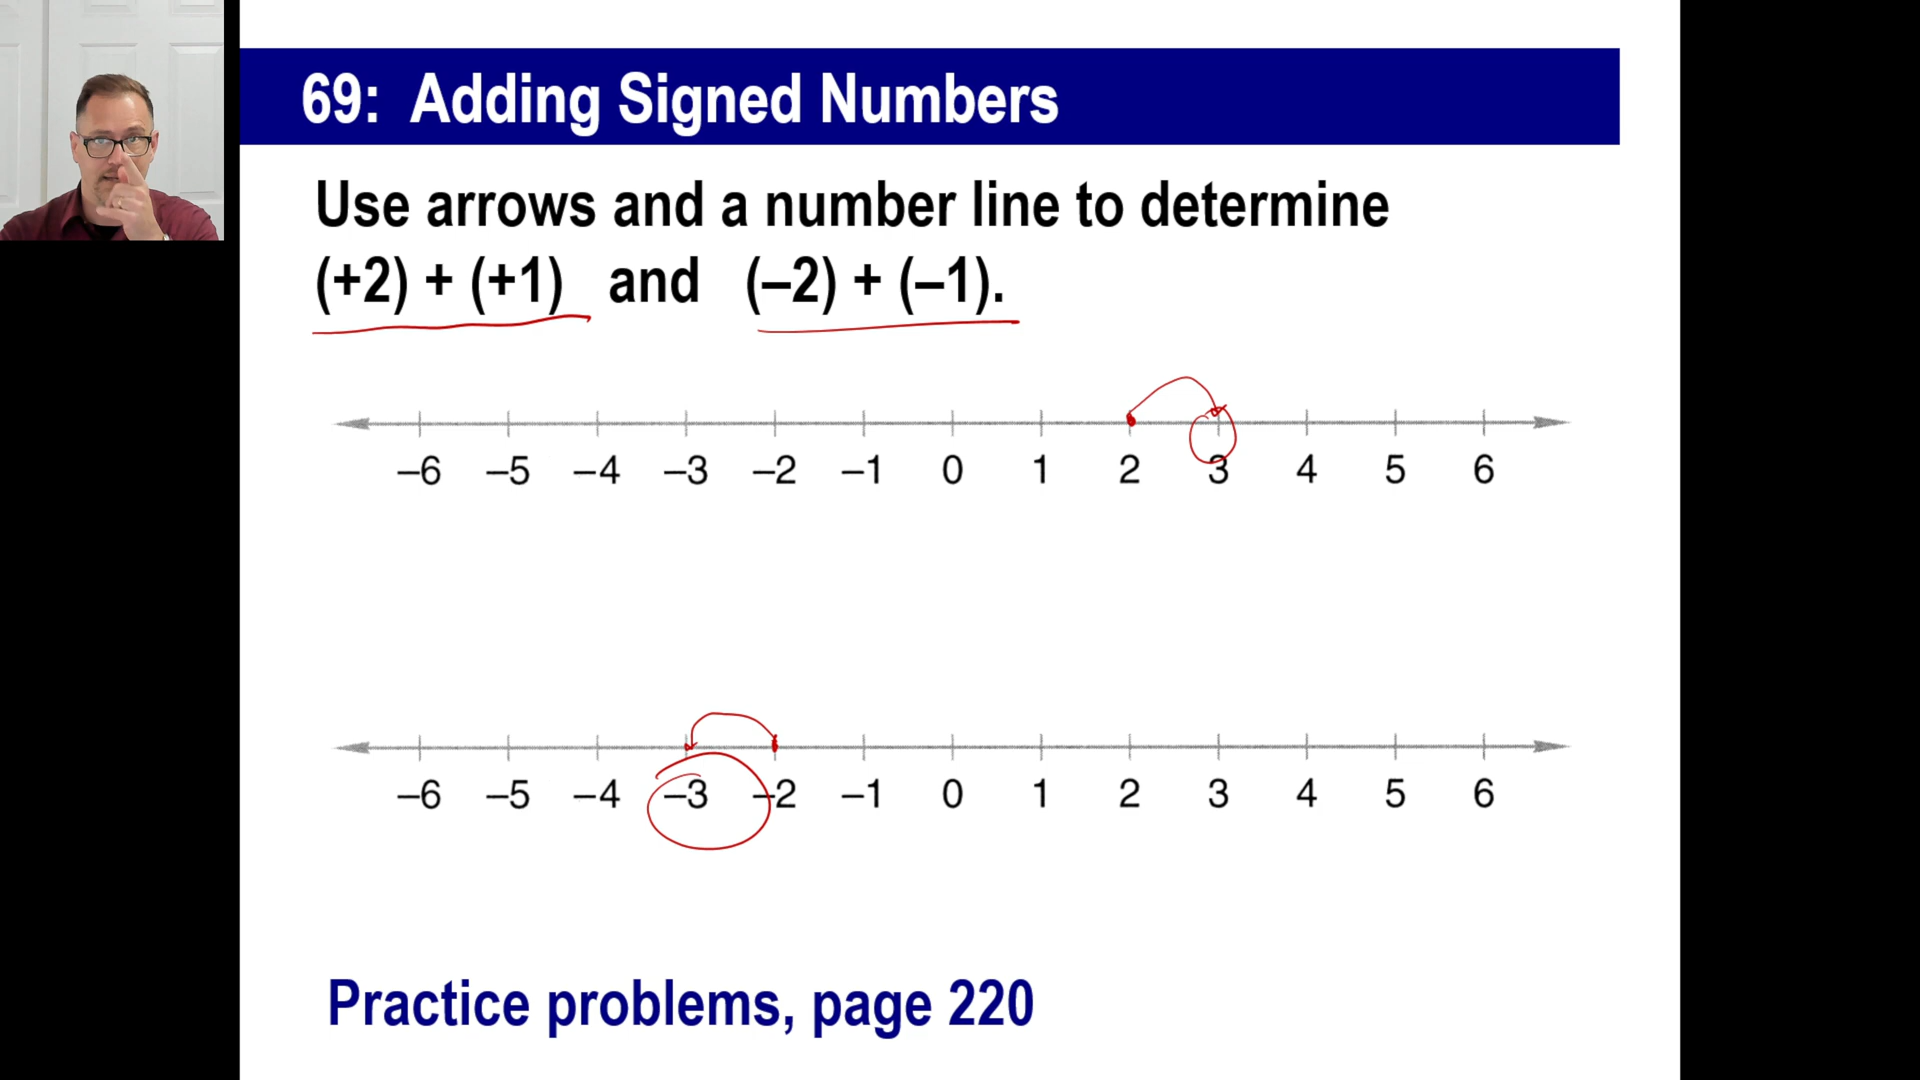 69: Adding Signed Numbers
Use arrows and a number line to determine
(+2) + (+1) and (–2) + (–1).
–6 –5 –4 –3 –2 –1 0 1 2 3 4 5 6
–6 –5 –4 –3 –2 –1 0 1 2 3 4 5 6
Practice problems, page 220